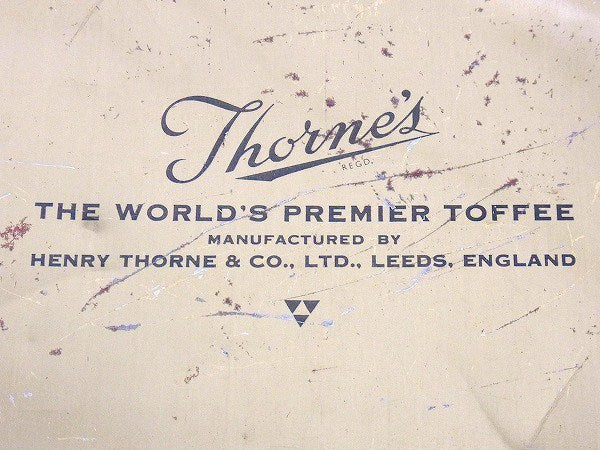 Thorne's
REGD.
THE WORLD'S PREMIER TOFFEE
MANUFACTURED BY
HENRY THORNE & CO., LTD., LEEDS, ENGLAND